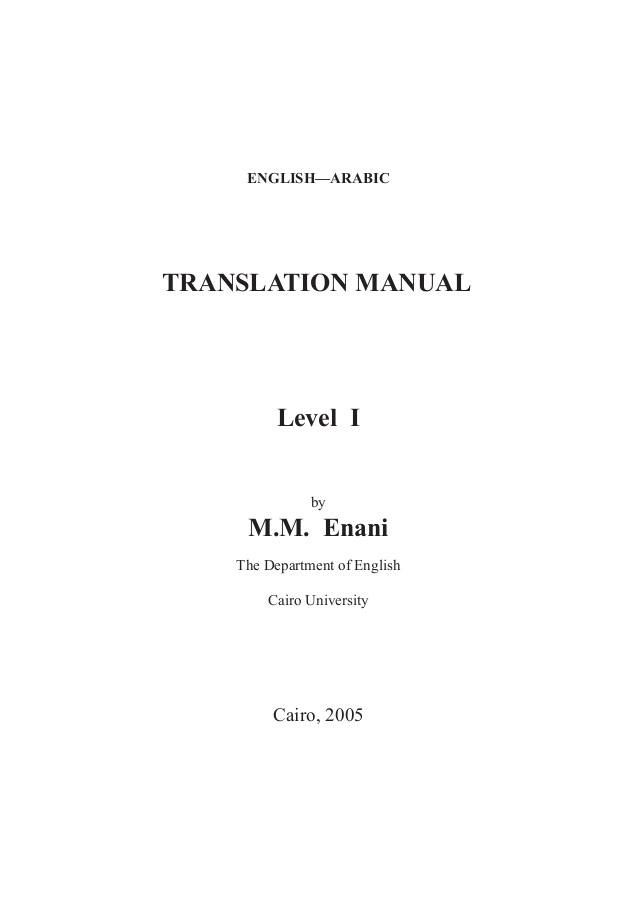 ENGLISH—ARABIC
TRANSLATION MANUAL
Level I
by
M.M. Enani
The Department of English
Cairo University
Cairo, 2005